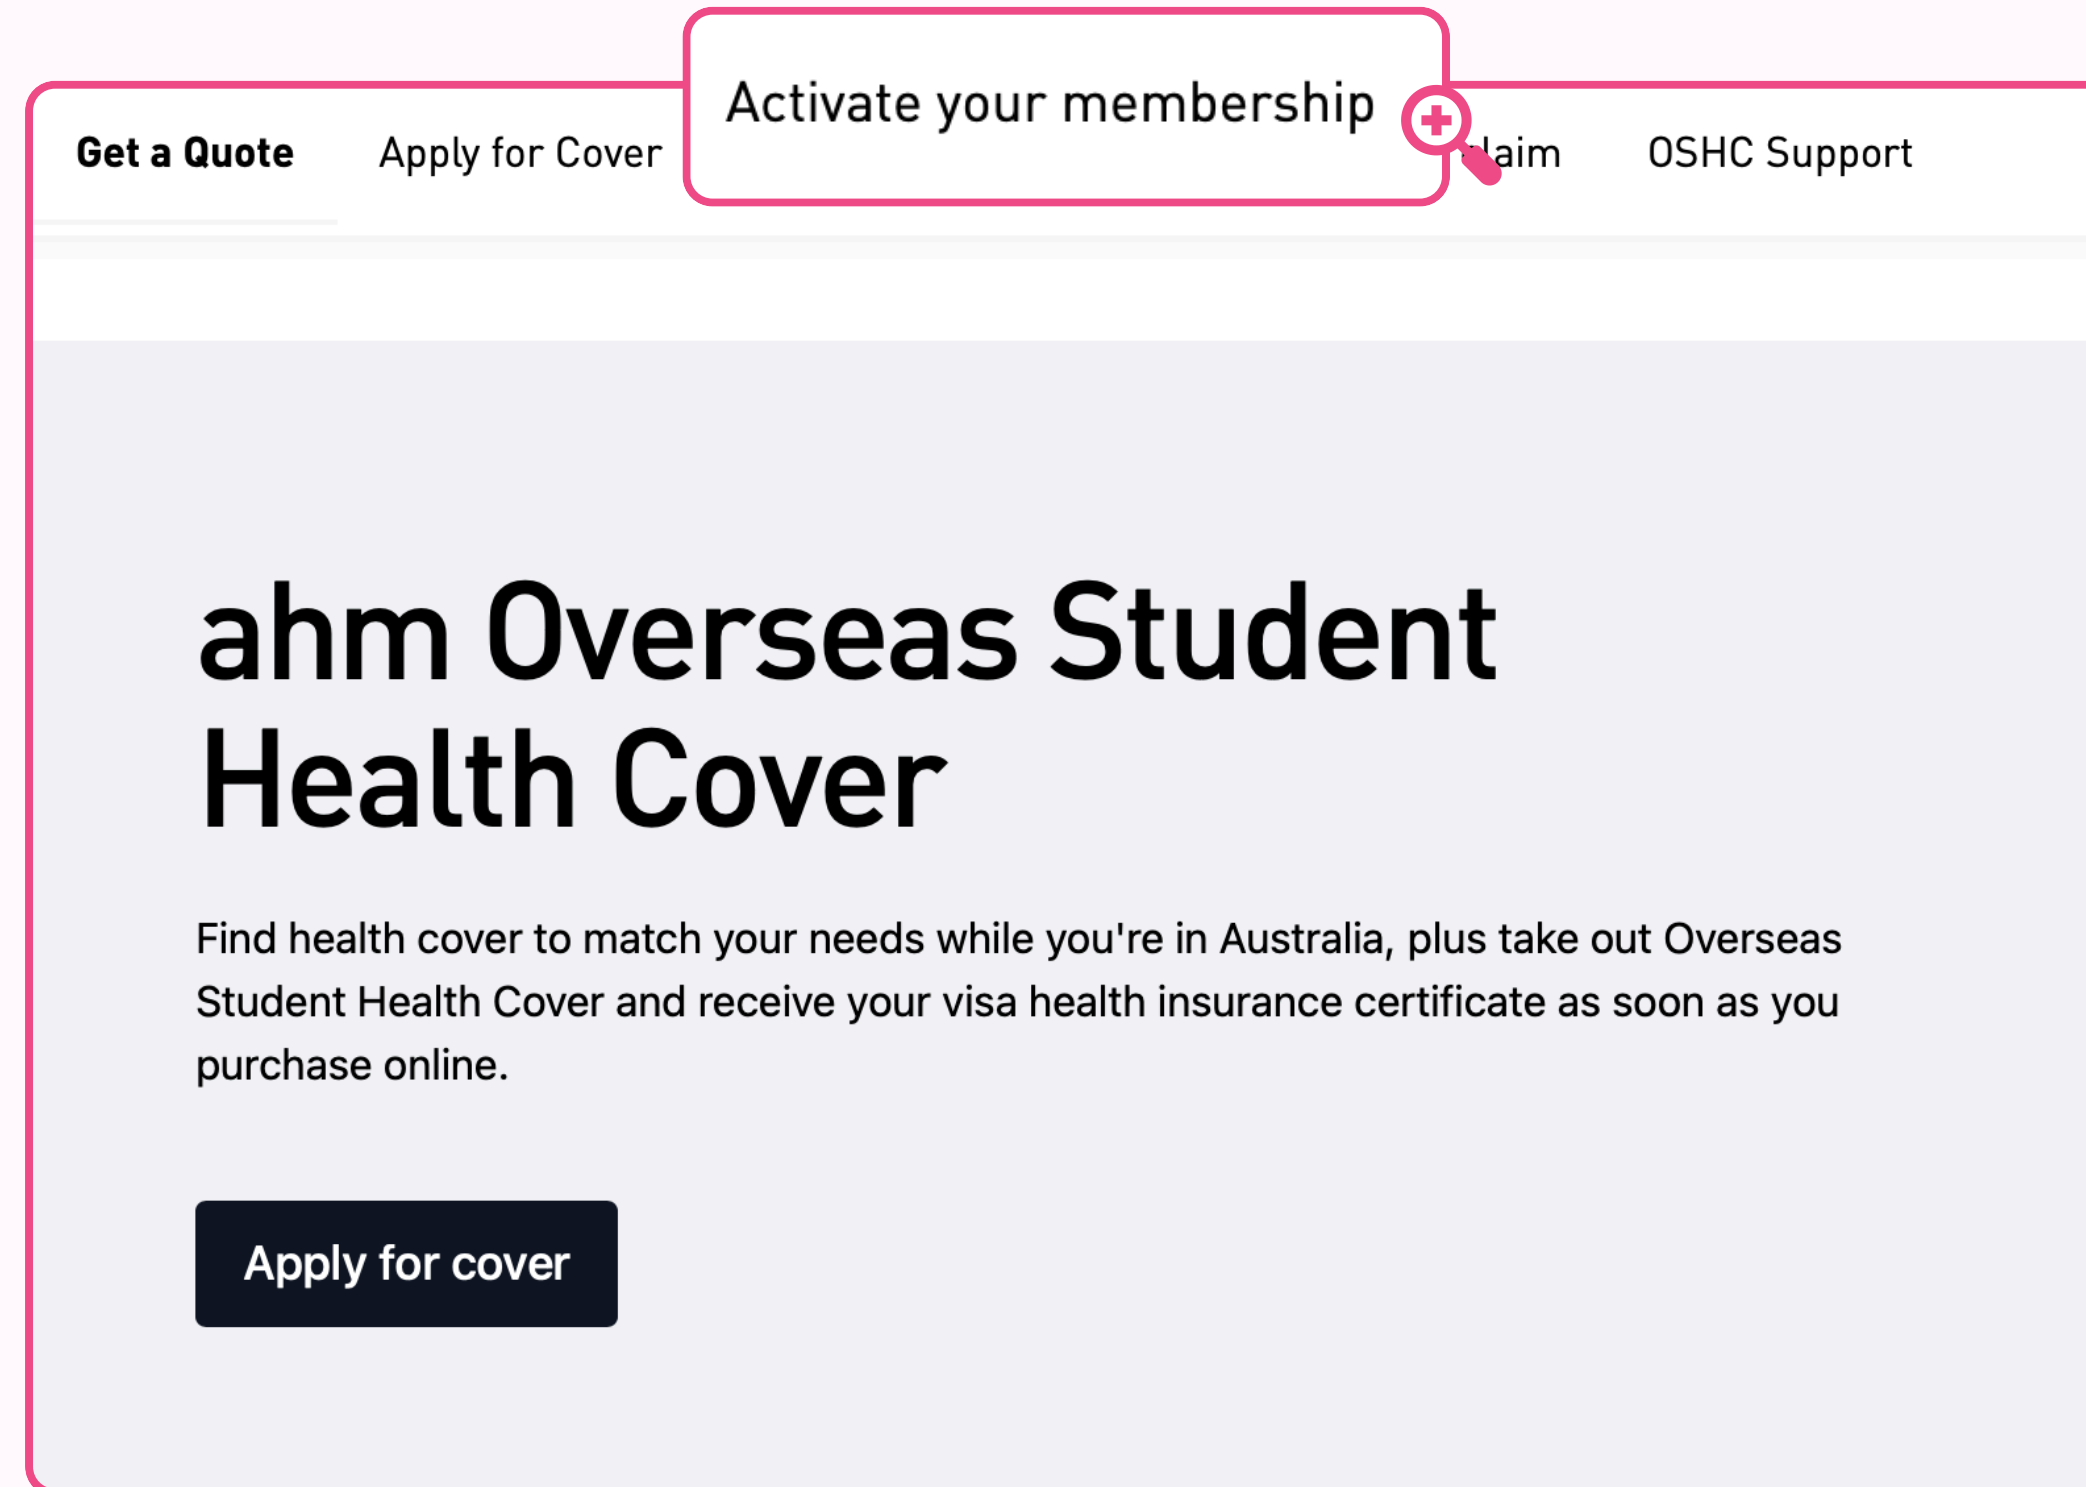 Activate your membership
Get a Quote
Apply for Cover
OSHC Support
ahm Overseas Student
Health Cover
Find health cover to match your needs while you're in Australia, plus take out Overseas
Student Health Cover and receive your visa health insurance certificate as soon as you
purchase online.
Apply for cover